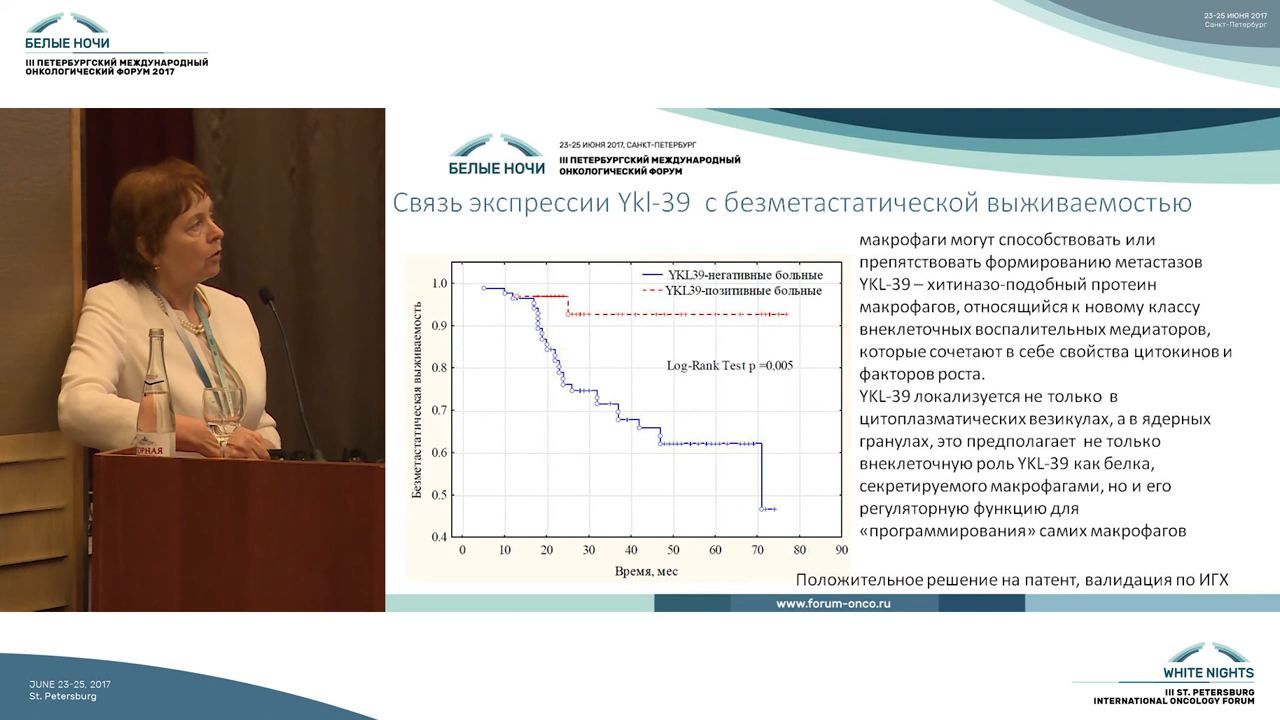 БЕЛЫЕ НОЧИ
III ПЕТЕРБУРГСКИЙ МЕЖДУНАРОДНЫЙ
ОНКОЛОГИЧЕСКИЙ ФОРУМ 2017
23-25 ИЮНЯ 2017
Санкт-Петербург
БЕЛЫЕ НОЧИ
23-25 ИЮНЯ 2017, САНКТ-ПЕТЕРБУРГ
III ПЕТЕРБУРГСКИЙ МЕЖДУНАРОДНЫЙ
ОНКОЛОГИЧЕСКИЙ ФОРУМ
Связь экспрессии Ykl-39 с безметастатической выживаемостью
Безметастатическая выживаемость
1.0
0.9
0.8
0.7
0.6
0.5
0.4
YKL39-негативные больные
YKL39-позитивные больные
Log-Rank Test p =0,005
0 10 20 30 40 50 60 70 80 90
Время, мес
макрофаги могут способствовать или
препятствовать формированию метастазов
YKL-39 – хитиназо-подобный протеин
макрофагов, относящийся к новому классу
внеклеточных воспалительных медиаторов,
которые сочетают в себе свойства цитокинов и
факторов роста.
YKL-39 локализуется не только в
цитоплазматических везикулах, а в ядерных
гранулах, это предполагает не только
внеклеточную роль YKL-39 как белка,
секретируемого макрофагами, но и его
регуляторную функцию для
«программирования» самих макрофагов
Положительное решение на патент, валидация по ИГХ
www.forum-onco.ru
JUNE 23-25, 2017
St. Petersburg
WHITE NIGHTS
III ST. PETERSBURG
INTERNATIONAL ONCOLOGY FORUM